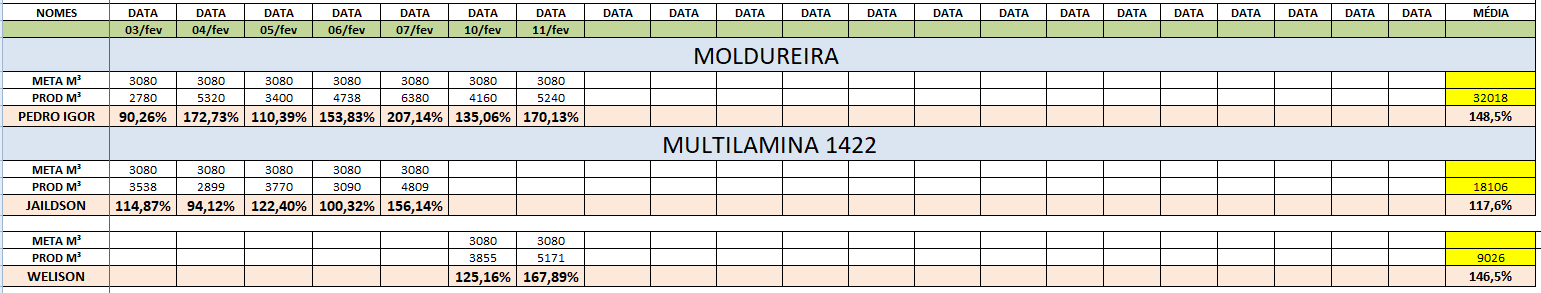 NOMES DATA DATA DATA DATA DATA DATA DATA DATA DATA DATA DATA DATA DATA DATA DATA DATA DATA DATA DATA DATA DATA DATA MÉDIA
03/fev 04/fev 05/fev 06/fev 07/fev 10/fev 11/fev
MOLDUREIRA
META M³ 3080 3080 3080 3080 3080 3080 3080
PROD M³ 2780 5320 3400 4738 6380 4160 5240 32018
PEDRO IGOR 90,26% 172,73% 110,39% 153,83% 207,14% 135,06% 170,13% 148,5%
MULTILAMINA 1422
META M³ 3080 3080 3080 3080 3080
PROD M³ 3538 2899 3770 3090 4809 18106
JAILDSON 114,87% 94,12% 122,40% 100,32% 156,14% 117,6%
META M³ 3080 3080
PROD M³ 3855 5171 9026
WELISON 125,16% 167,89% 146,5%